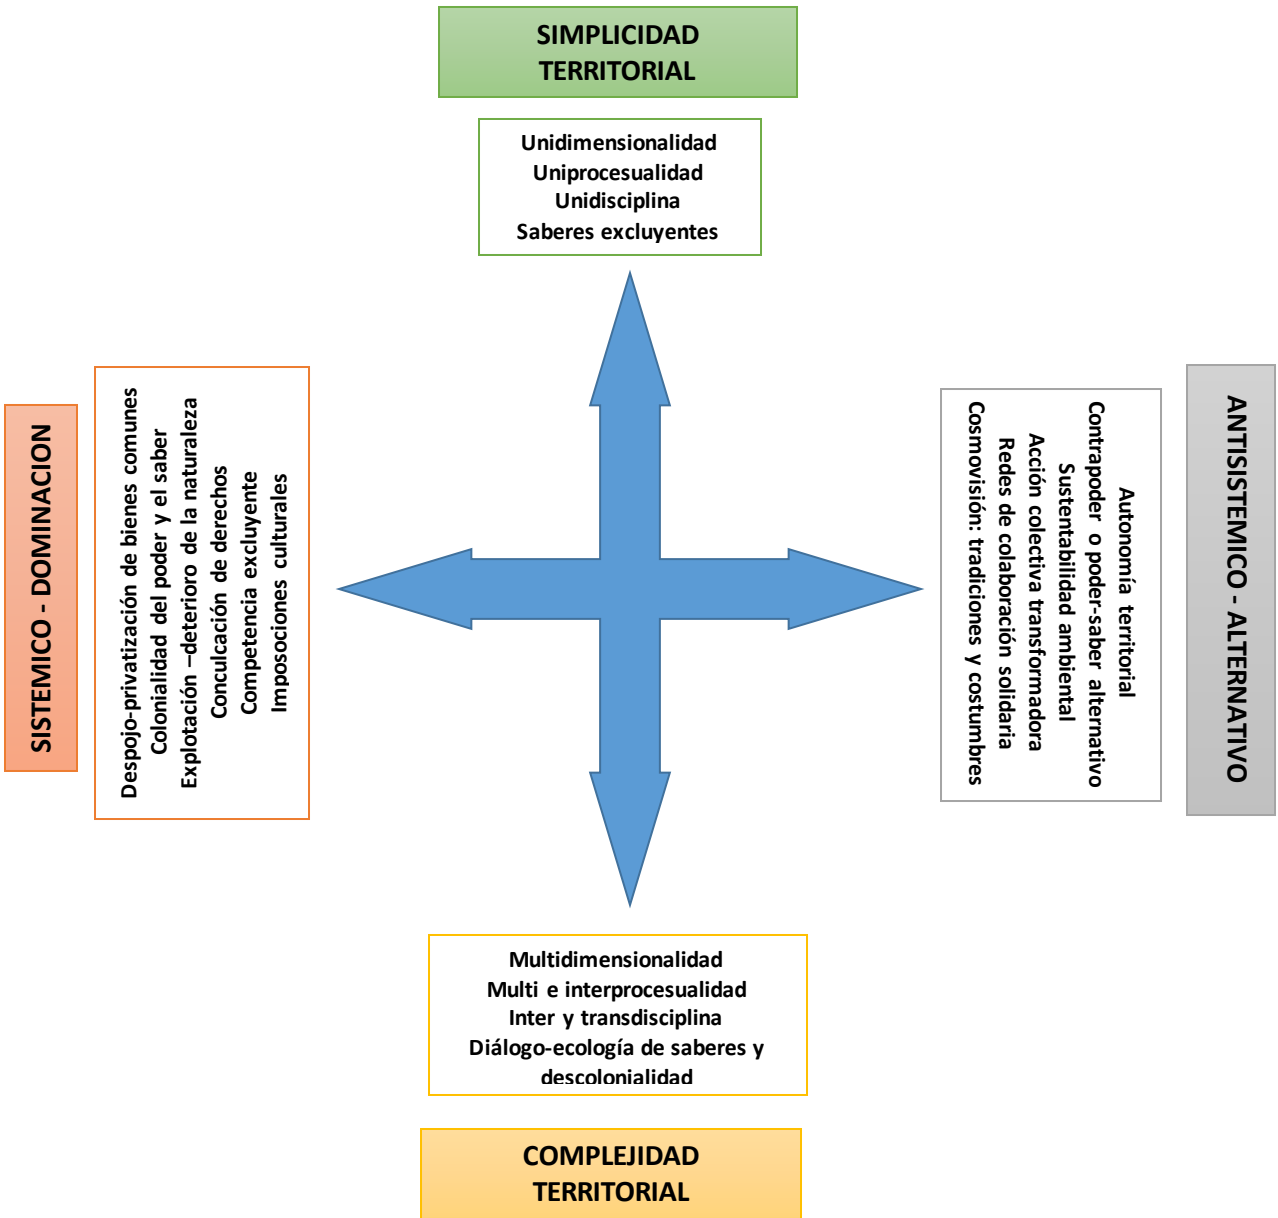 SIMPLICIDAD
TERRITORIAL
Unidimensionalidad
Uniprocesualidad
Unidisciplina
Saberes excluyentes
SISTEMICO - DOMINACION
Despojo-privatización de bienes comunes
Colonialidad del poder y el saber
Explotación –deterioro de la naturaleza
Conculcación de derechos
Competencia excluyente
Imposociones culturales
Autonomía territorial
Contrapoder o poder-saber alternativo
Sustentabilidad ambiental
Acción colectiva transformadora
Redes de colaboración solidaria
Cosmovisión: tradiciones y costumbres
ANTISISTEMICO - ALTERNATIVO
Multidimensionalidad
Multi e interprocesualidad
Inter y transdisciplina
Diálogo-ecología de saberes y
descolonialidad
COMPLEJIDAD
TERRITORIAL